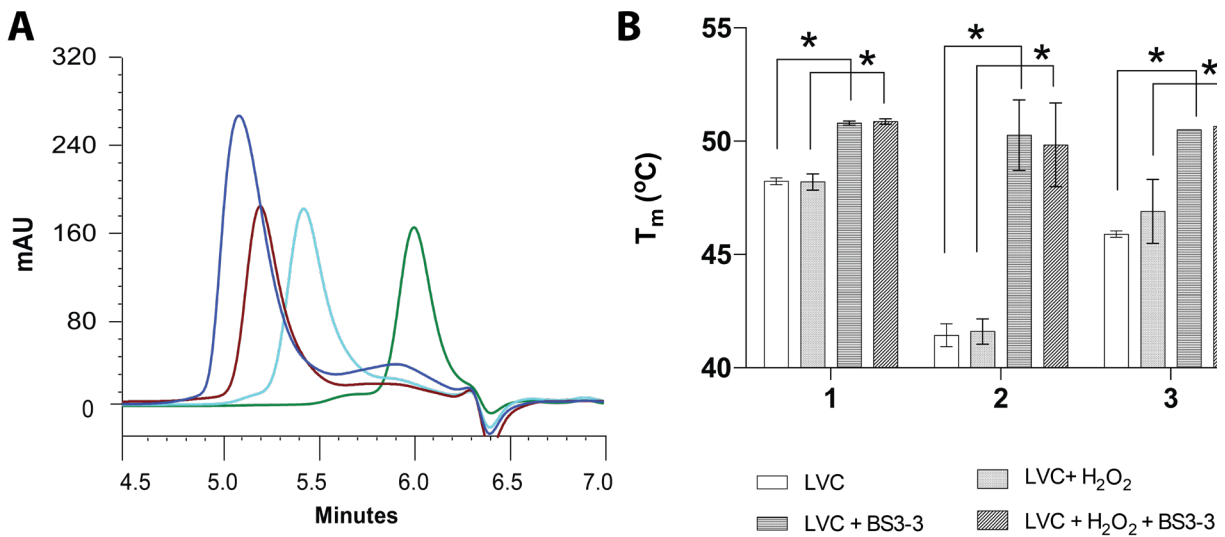 A
320
240
160
80
0
mAU
4.5 5.0 5.5 6.0 6.5 7.0
Minutes
B
55
50
45
40
Tm (°C)
* * * * * *
1 2 3
LVC
LVC+ H2O2
LVC + BS3-3
LVC + H2O2 + BS3-3